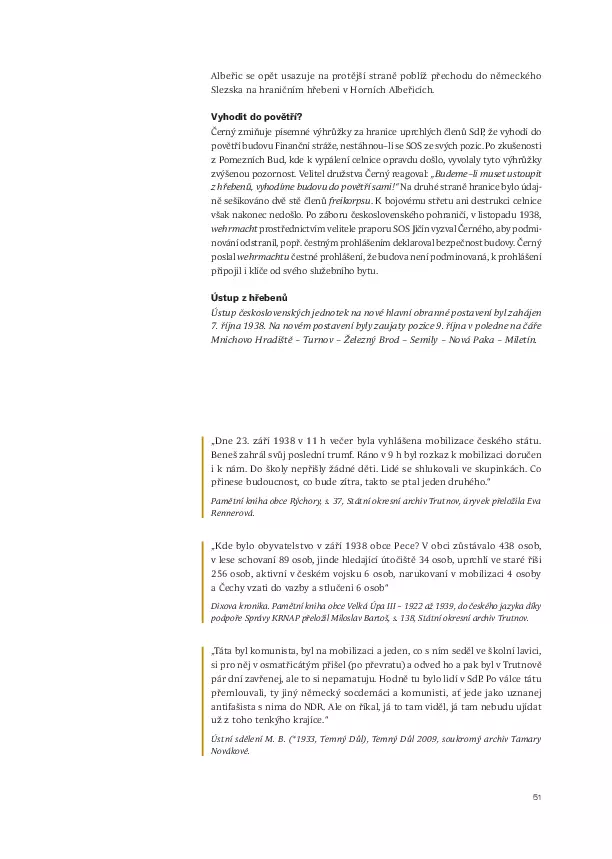 Albeřic se opět usazuje na protější straně poblíž přechodu do německého
Slezska na hraničním hřebeni v Horních Albeřicích.
Vyhodit do povětří?
Černý zmiňuje písemné výhrůžky za hranice uprchlých členů SdP, že vyhodí do
povětří budovu Finanční stráže, nestáhnou-li se SOS ze svých pozic. Po zkušenosti
z Pomezních Bud, kde k vypálení celnice opravdu došlo, vyvolaly tyto výhrůžky
zvýšenou pozornost. Velitel družstva Černý reagoval: „Budeme-li muset ustoupit
z hřebenů, vyhodíme budovu do povětří sami!“ Na druhé straně hranice bylo údaj-
ně sešikováno dvě stě členů freikorpsu. K bojovému střetu ani destrukci celnice
však nakonec nedošlo. Po záboru československého pohraničí, v listopadu 1938,
wehrmacht prostřednictvím velitele praporu SOS Jičín vyzval Černého, aby podmi-
nování odstranil, popř. čestným prohlášením deklaroval bezpečnost budovy. Černý
poslal wehrmachtu čestné prohlášení, že budova není podminovaná, k prohlášení
připojil i klíče od svého služebního bytu.
Ústup z hřebenů
Ústup československých jednotek na nové hlavní obranné postavení byl zahájen
7. října 1938. Na novém postavení byly zaujaty pozice 9. října v poledne na čáře
Mnichovo Hradiště – Turnov – Železný Brod – Semily – Nová Paka – Miletín.
„Dne 23. září 1938 v 11 h večer byla vyhlášena mobilizace českého státu.
Beneš zahrál svůj poslední trumf. Ráno v 9 h byl rozkaz k mobilizaci doručen
i k nám. Do školy nepřišly žádné děti. Lidé se shlukovali ve skupinkách. Co
přinese budoucnost, co bude zítra, takto se ptal jeden druhého.“
Pamětní kniha obce Rýchory, s. 37, Státní okresní archiv Trutnov, úryvek přeložila Eva
Rennerová.
„Kde bylo obyvatelstvo v září 1938 obce Pece? V obci zůstávalo 438 osob,
v lese schovaní 89 osob, jinde hledající útočiště 34 osob, uprchlí ve staré říši
256 osob, aktivní v českém vojsku 6 osob, narukovaní v mobilizaci 4 osoby
a Čechy vzati do vazby a stlučeni 6 osob“
Dixova kronika. Pamětní kniha obce Velká Úpa III – 1922 až 1939, do českého jazyka díky
podpoře Správy KRNAP přeložil Miloslav Bartoš, s. 138, Státní okresní archiv Trutnov.
„Táta byl komunista, byl na mobilizaci a jeden, co s ním seděl ve školní lavici,
si pro něj v osmatřicátým přišel (po převratu) a odved ho a pak byl v Trutnově
pár dní zavřenej, ale to si nepamatuju. Hodně tu bylo lidí v SdP. Po válce tátu
přemlouvali, ty jiný německý socdemáci a komunisti, ať jede jako uznanej
antifašista s nima do NDR. Ale on říkal, já to tam viděl, já tam nebudu ujídat
už z toho tenkýho krajíce.“
Ústní sdělení M. B. (*1933, Temný Důl), Temný Důl 2009, soukromý archiv Tamary
Novákové.
51